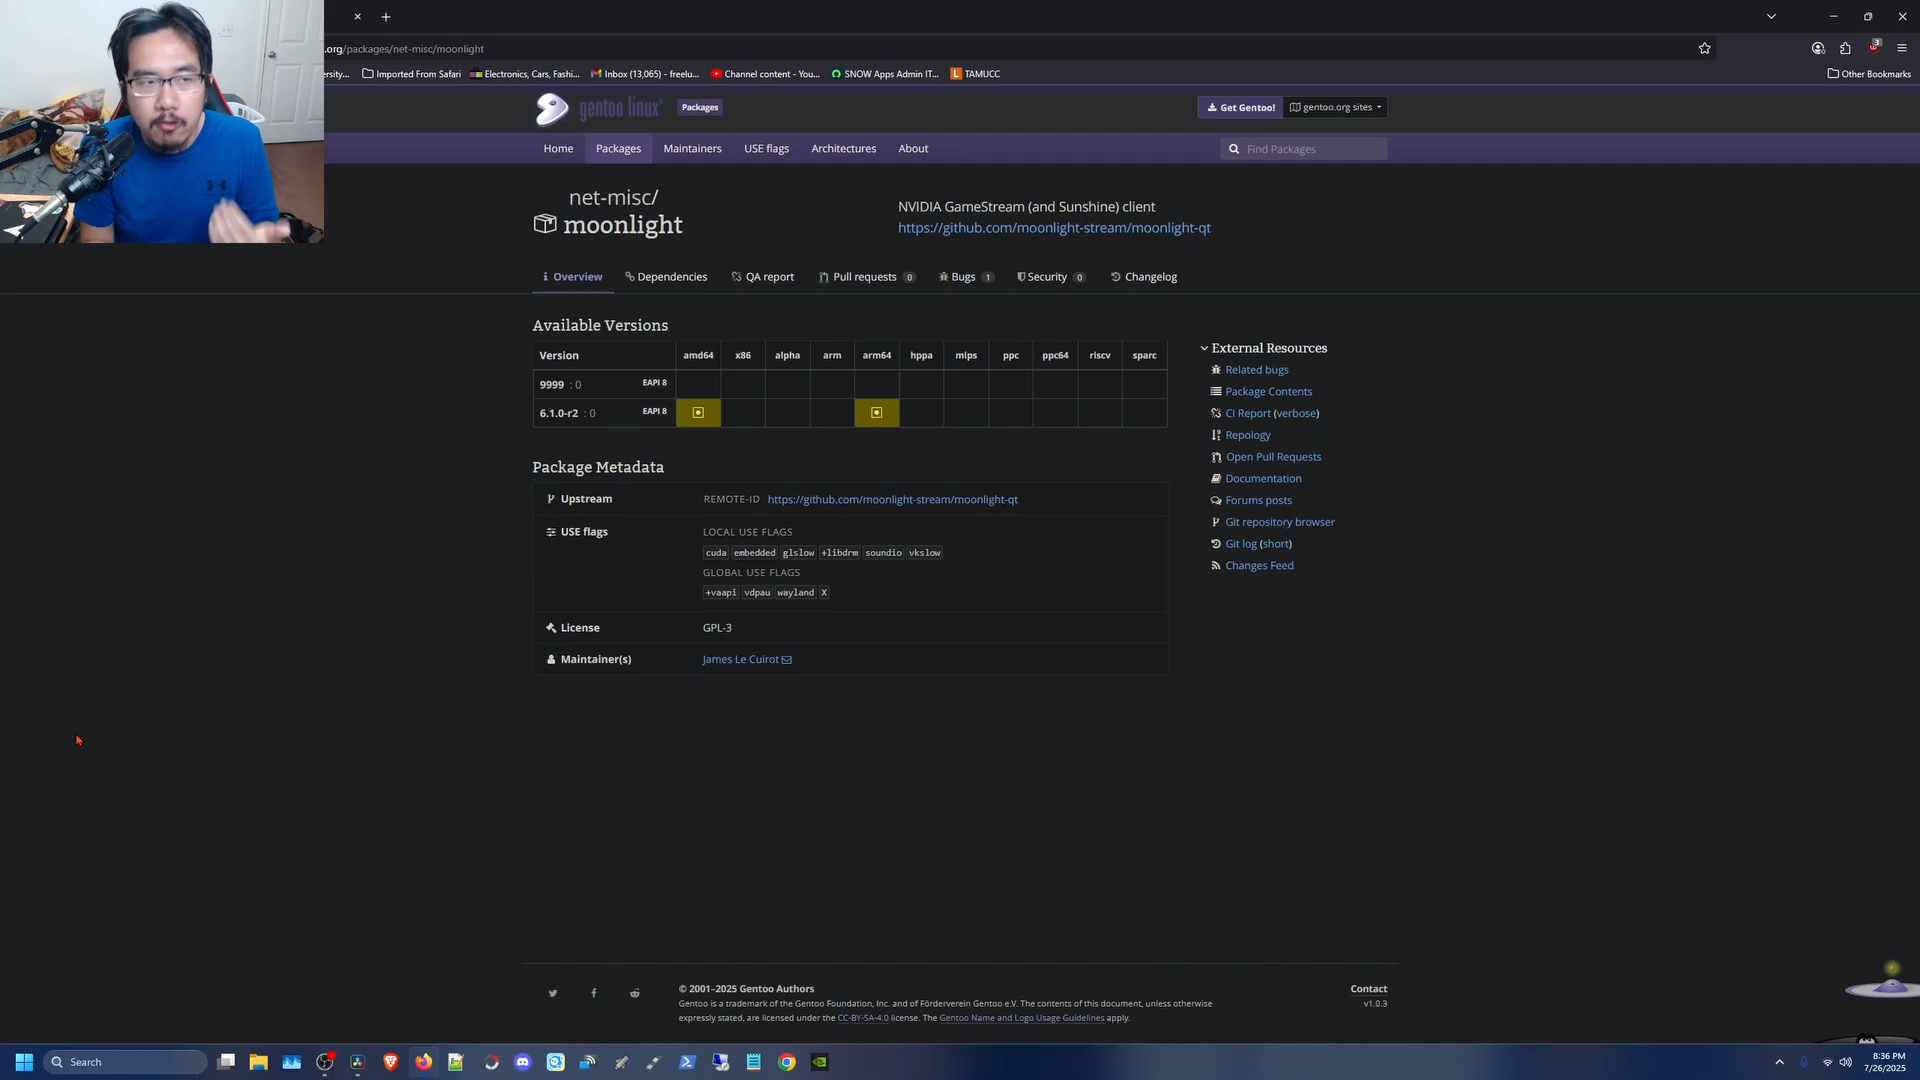 .org/packages/net-misc/moonlight
ersity...
Imported From Safari
Electronics, Cars, Fashi...
Inbox (13,065) - freelu...
Channel content - You...
SNOW Apps Admin IT...
TAMUCC
Other Bookmarks
3
gentoo linux
Packages
Get Gentoo!
gentoo.org sites
Home
Packages
Maintainers
USE flags
Architectures
About
Find Packages
net-misc/
moonlight
NVIDIA GameStream (and Sunshine) client
https://github.com/moonlight-stream/moonlight-qt
Overview
Dependencies
QA report
Pull requests 0
Bugs 1
Security 0
Changelog
Available Versions
Version amd64 x86 alpha arm arm64 hppa mips ppc ppc64 riscv sparc
9999 : 0 EAPI 8
6.1.0-r2 : 0 EAPI 8
Package Metadata
Upstream REMOTE-ID https://github.com/moonlight-stream/moonlight-qt
USE flags LOCAL USE FLAGS
cuda embedded glslow +libdrm soundio vkslow
GLOBAL USE FLAGS
+vaapi vdpau wayland X
License GPL-3
Maintainer(s) James Le Cuirot
External Resources
Related bugs
Package Contents
CI Report (verbose)
Repology
Open Pull Requests
Documentation
Forums posts
Git repository browser
Git log (short)
Changes Feed
© 2001–2025 Gentoo Authors
Gentoo is a trademark of the Gentoo Foundation, Inc. and of Förderverein Gentoo e.V. The contents of this document, unless otherwise
expressly stated, are licensed under the CC-BY-SA-4.0 license. The Gentoo Name and Logo Usage Guidelines apply.
Contact
v1.0.3
Search
8:36 PM
7/26/2025